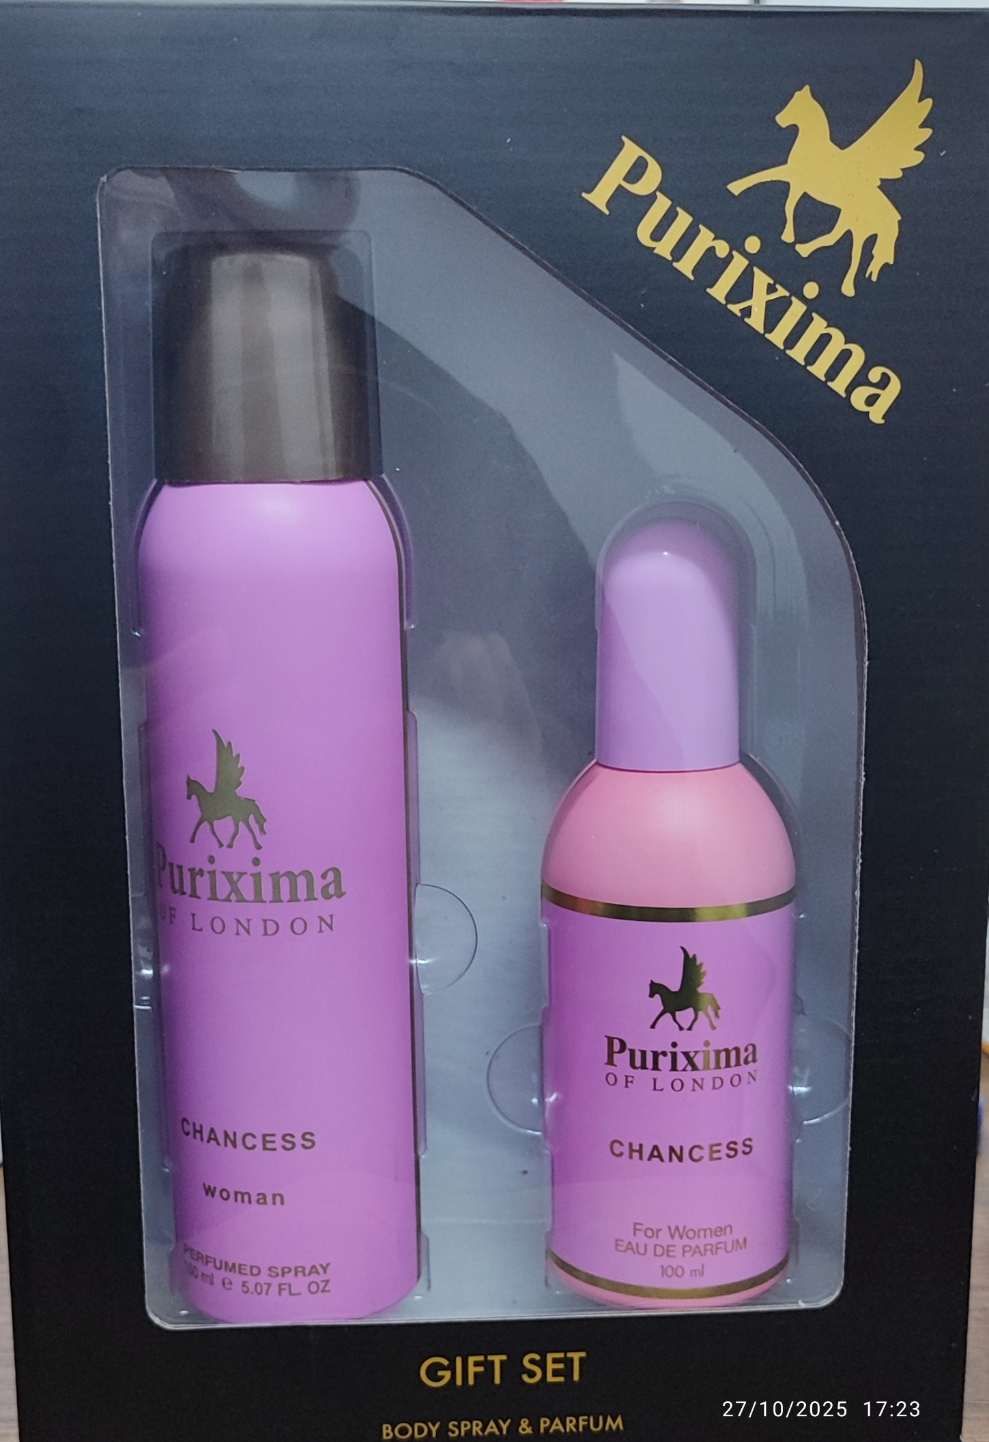 Purixima
Purixima
OF LONDON
CHANCESS
woman
PERFUMED SPRAY
ml e 5.07 FL. OZ
Purixima
OF LONDON
CHANCESS
For Women
EAU DE PARFUM
100 ml
GIFT SET
BODY SPRAY & PARFUM
27/10/2025 17:23